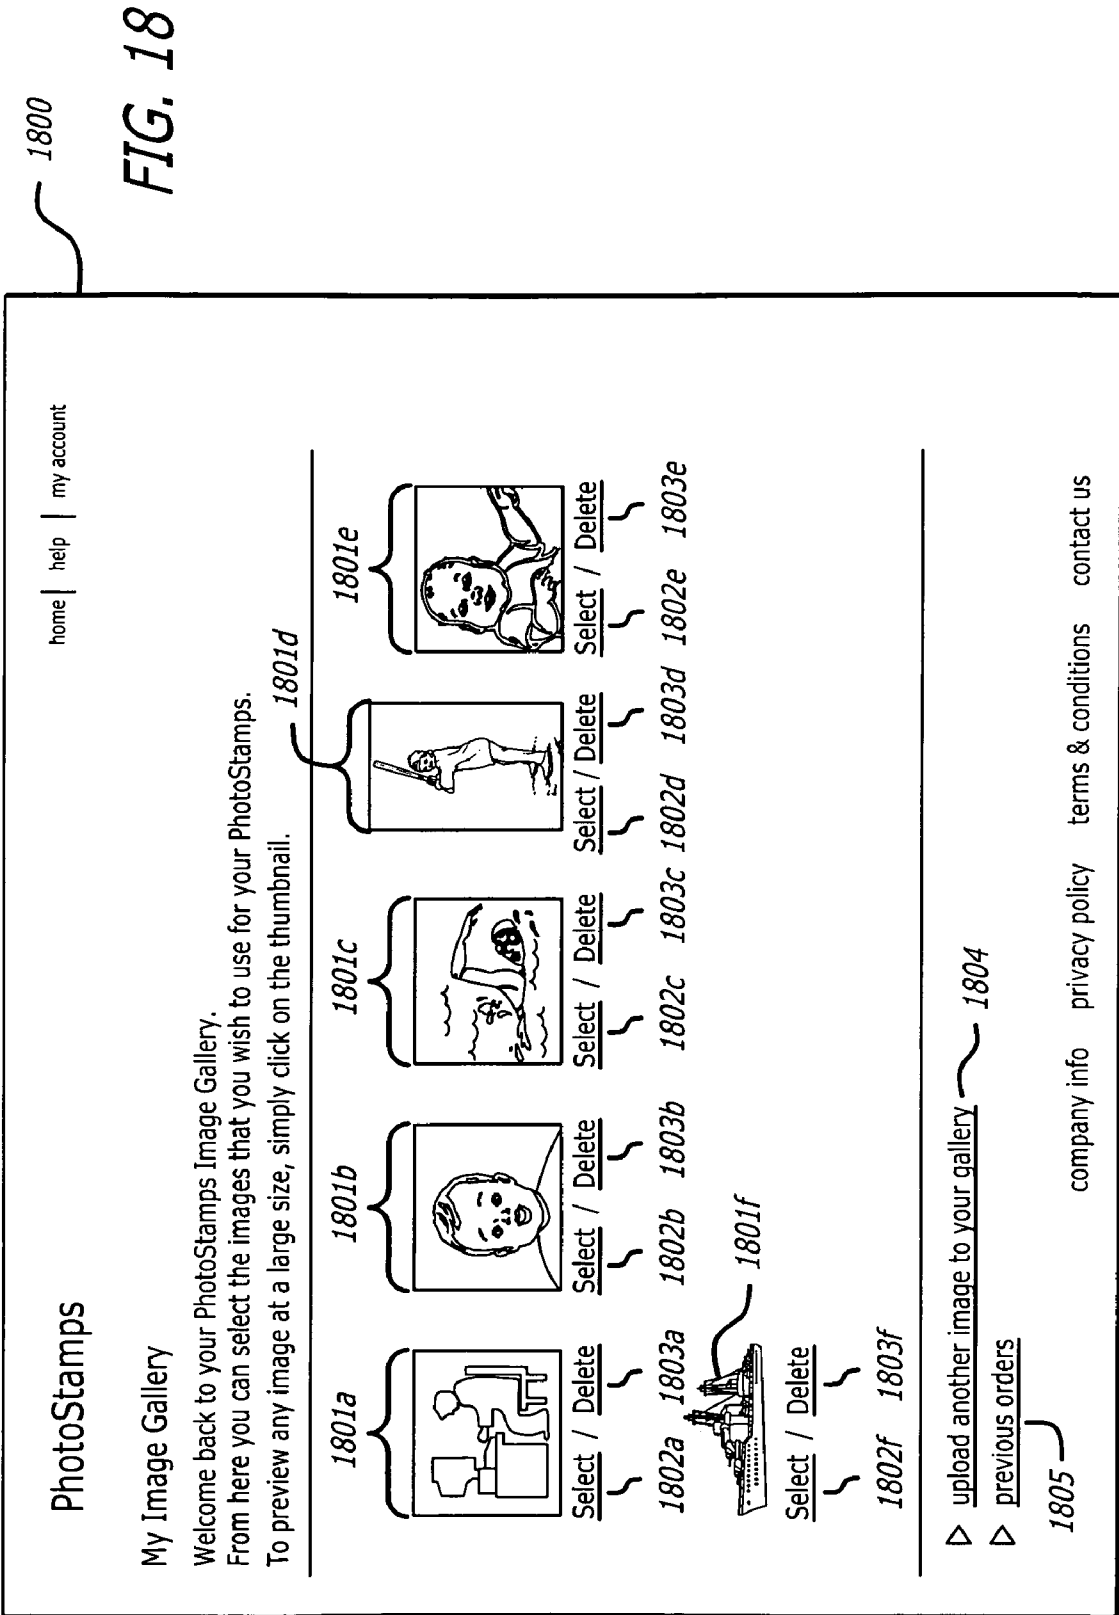 FIG. 18
1800
PhotoStamps
home | help | my account
My Image Gallery
Welcome back to your PhotoStamps Image Gallery.
From here you can select the images that you wish to use for your PhotoStamps.
To preview any image at a large size, simply click on the thumbnail.
1801a 1801b 1801c 1801d 1801e
Select / Delete Select / Delete Select / Delete Select / Delete Select / Delete
1802a 1803a 1802b 1803b 1802c 1803c 1802d 1803d 1802e 1803e
1801f
Select / Delete
1802f 1803f
upload another image to your gallery 1804
previous orders
1805
company info privacy policy terms & conditions contact us